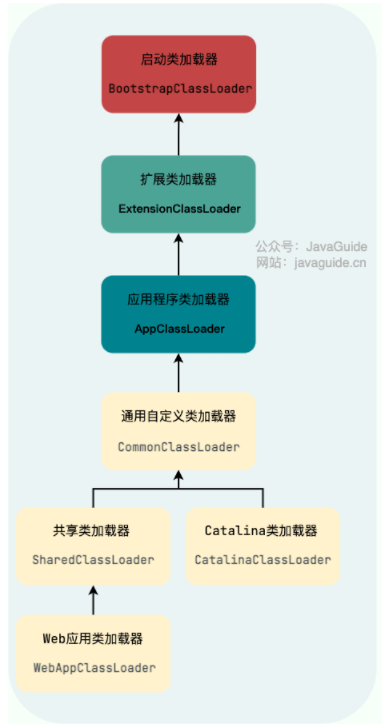 启动类加载器
BootstrapClassLoader
扩展类加载器
ExtensionClassLoader
公众号：JavaGuide
网站：javaguide.cn
应用程序类加载器
AppClassLoader
通用自定义类加载器
CommonClassLoader
共享类加载器
SharedClassLoader
Catalina类加载器
CatalinaClassLoader
Web应用类加载器
WebAppClassLoader